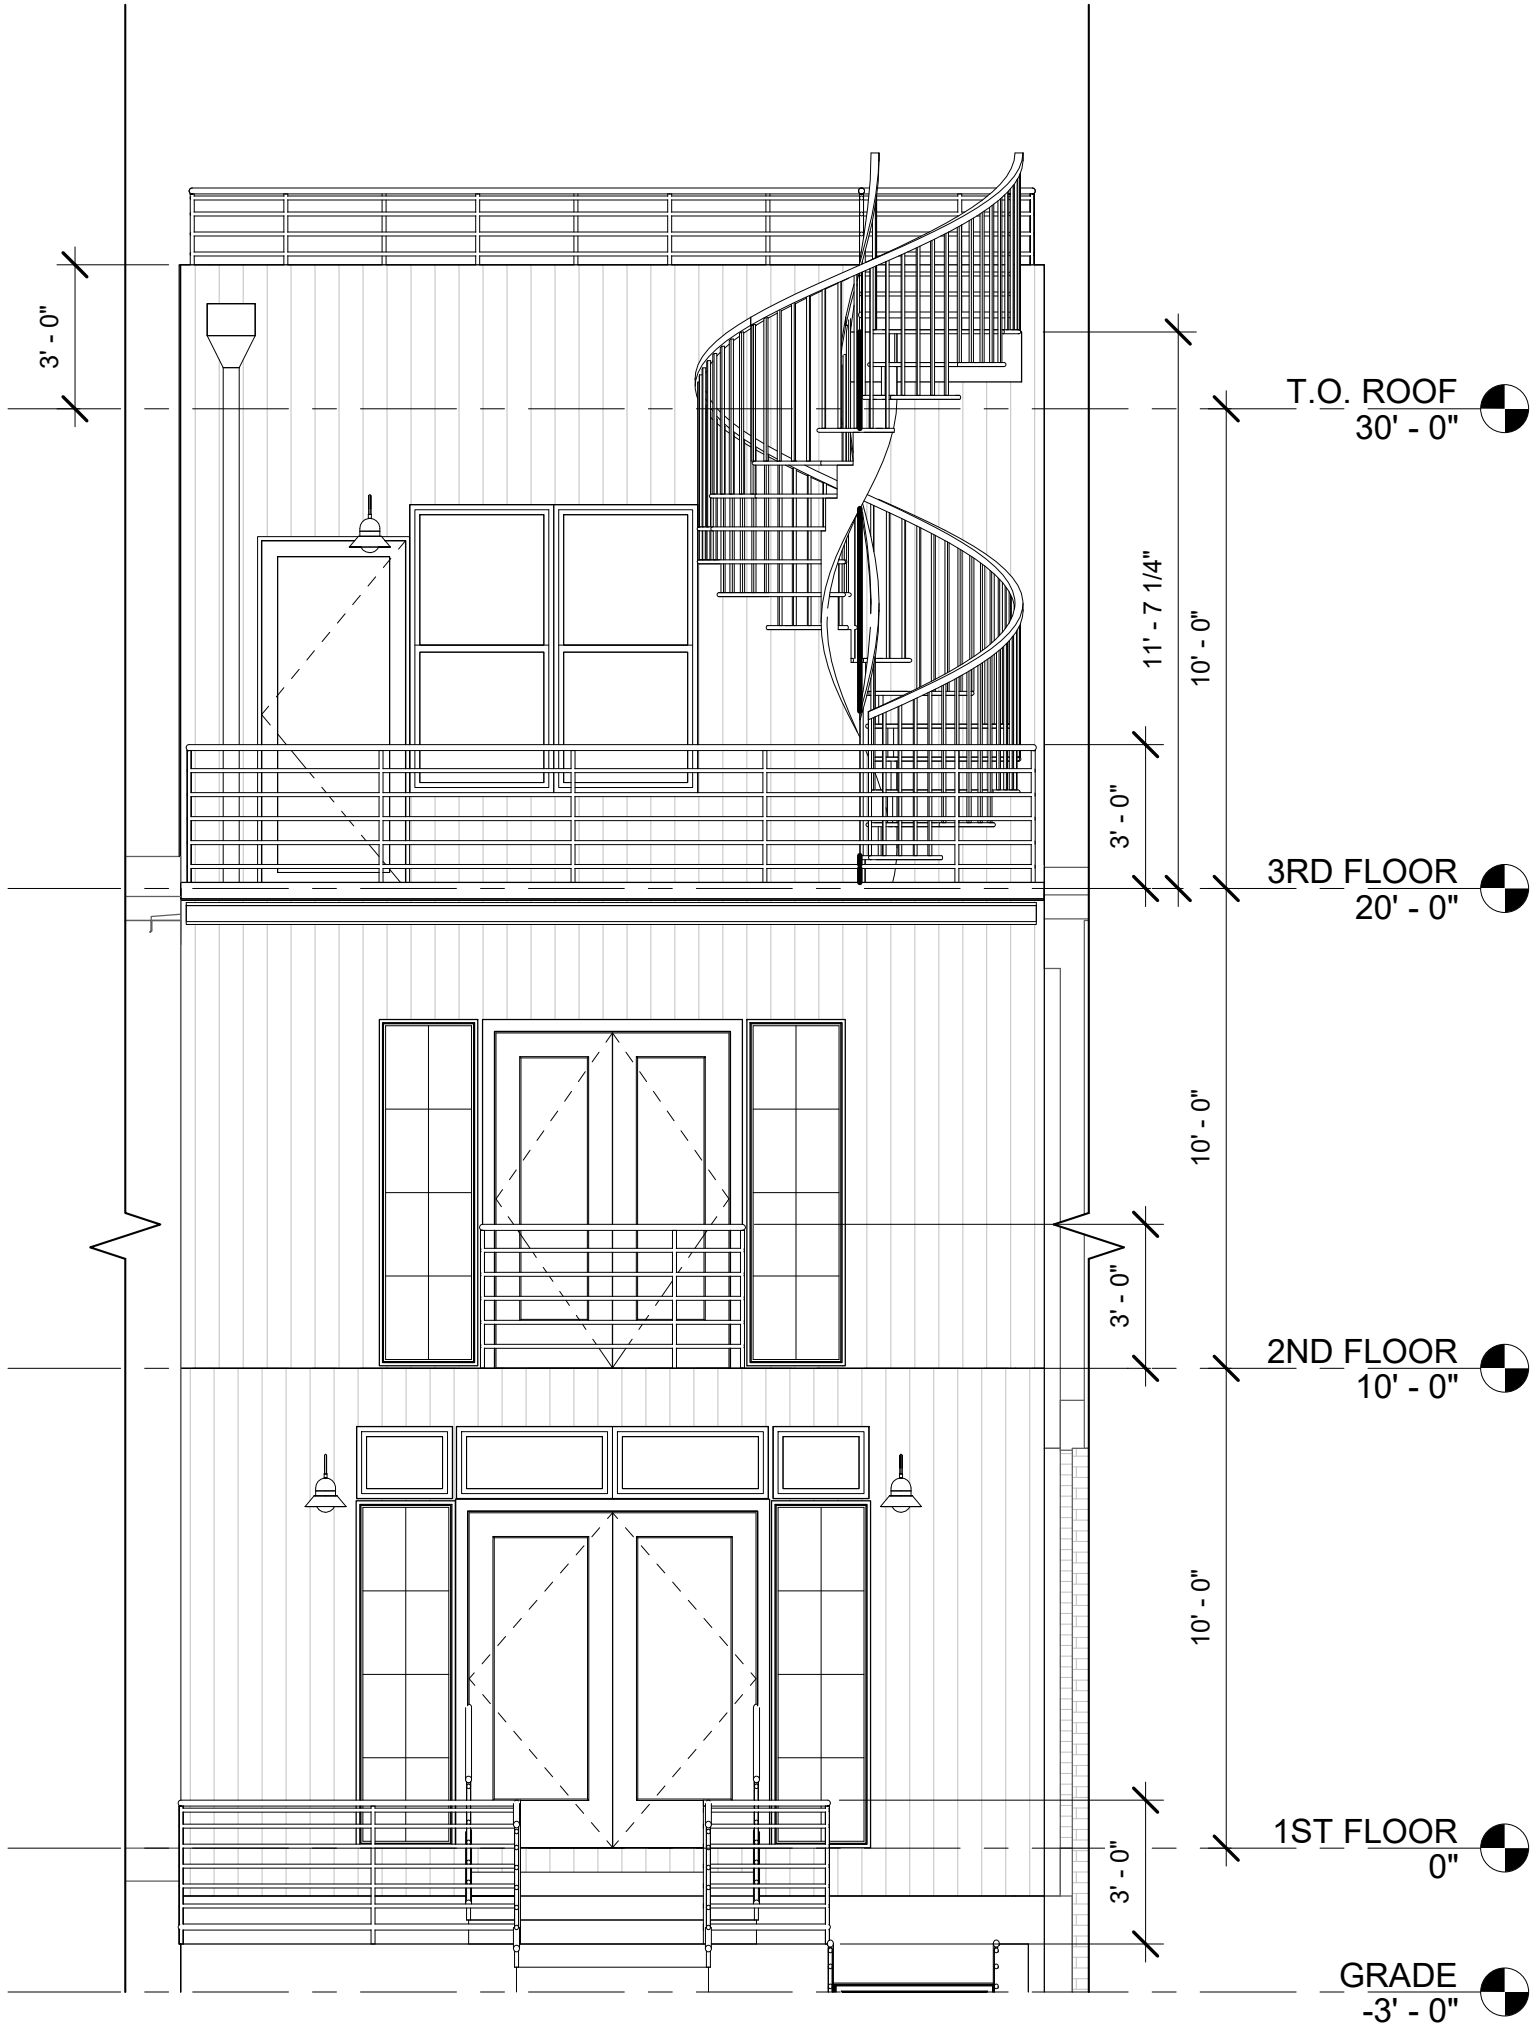 3' - 0"
T.O. ROOF
30' - 0"
11' - 7 1/4"
10' - 0"
3' - 0"
3RD FLOOR
20' - 0"
10' - 0"
3' - 0"
2ND FLOOR
10' - 0"
10' - 0"
1ST FLOOR
0"
3' - 0"
GRADE
-3' - 0"